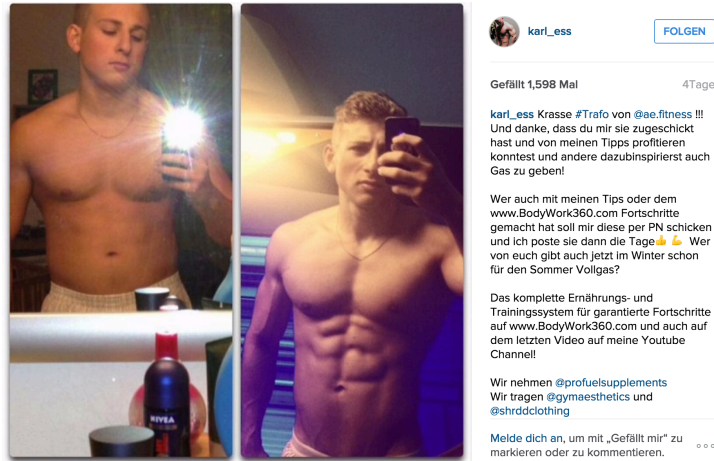 NIVEA
karl_ess
FOLGEN
Gefällt 1,598 Mal
4Tage
karl_ess Krasse #Trafo von @ae.fitness !!!
Und danke, dass du mir sie zugeschickt
hast und von meinen Tipps profitieren
konntest und andere dazubinspirierst auch
Gas zu geben!
Wer auch mit meinen Tips oder dem
www.BodyWork360.com Fortschritte
gemacht hat soll mir diese per PN schicken
und ich poste sie dann die Tage👍 💪 Wer
von euch gibt auch jetzt im Winter schon
für den Sommer Vollgas?
Das komplette Ernährungs- und
Trainingssystem für garantierte Fortschritte
auf www.BodyWork360.com und auch auf
dem letzten Video auf meine Youtube
Channel!
Wir nehmen @profuelsupplements
Wir tragen @gymaesthetics und
@shrddclothing
Melde dich an, um mit „Gefällt mir“ zu
markieren oder zu kommentieren.